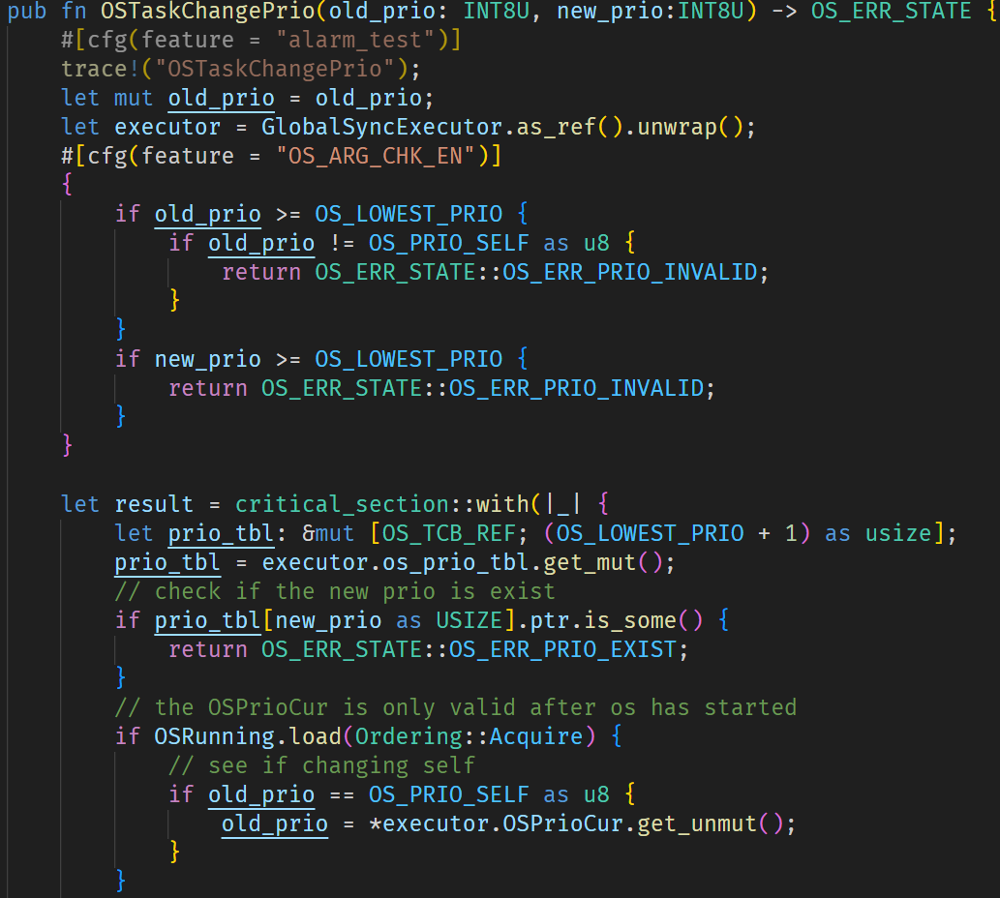 pub fn OSTaskChangePrio(old_prio: INT8U, new_prio:INT8U) -> OS_ERR_STATE {
    #[cfg(feature = "alarm_test")]
    trace!("OSTaskChangePrio");
    let mut old_prio = old_prio;
    let executor = GlobalSyncExecutor.as_ref().unwrap();
    #[cfg(feature = "OS_ARG_CHK_EN")]
    {
        if old_prio >= OS_LOWEST_PRIO {
            if old_prio != OS_PRIO_SELF as u8 {
                return OS_ERR_STATE::OS_ERR_PRIO_INVALID;
            }
        }
        if new_prio >= OS_LOWEST_PRIO {
            return OS_ERR_STATE::OS_ERR_PRIO_INVALID;
        }
    }

    let result = critical_section::with(|_| {
        let prio_tbl: &mut [OS_TCB_REF; (OS_LOWEST_PRIO + 1) as usize];
        prio_tbl = executor.os_prio_tbl.get_mut();
        // check if the new prio is exist
        if prio_tbl[new_prio as USIZE].ptr.is_some() {
            return OS_ERR_STATE::OS_ERR_PRIO_EXIST;
        }
        // the OSPrioCur is only valid after os has started
        if OSRunning.load(Ordering::Acquire) {
            // see if changing self
            if old_prio == OS_PRIO_SELF as u8 {
                old_prio = *executor.OSPrioCur.get_unmut();
            }
        }